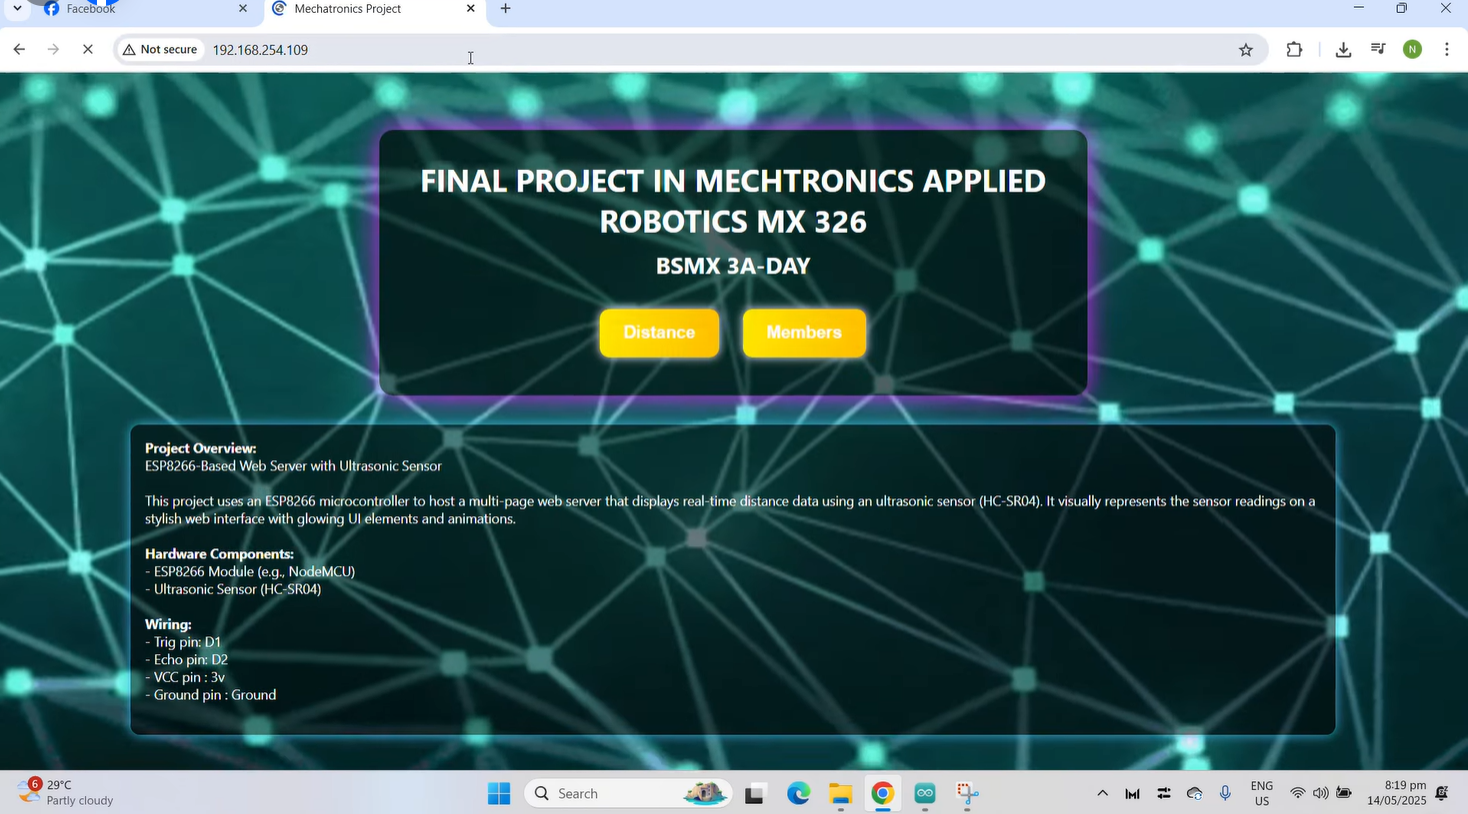 Facebook
Mechatronics Project
Not secure
192.168.254.109
N
FINAL PROJECT IN MECHTRONICS APPLIED
ROBOTICS MX 326
BSMX 3A-DAY
Distance
Members
Project Overview:
ESP8266-Based Web Server with Ultrasonic Sensor
This project uses an ESP8266 microcontroller to host a multi-page web server that displays real-time distance data using an ultrasonic sensor (HC-SR04). It visually represents the sensor readings on a
stylish web interface with glowing UI elements and animations.
Hardware Components:
- ESP8266 Module (e.g., NodeMCU)
- Ultrasonic Sensor (HC-SR04)
Wiring:
- Trig pin: D1
- Echo pin: D2
- VCC pin : 3v
- Ground pin : Ground
6
29°C
Partly cloudy
Search
ENG
US
8:19 pm
14/05/2025